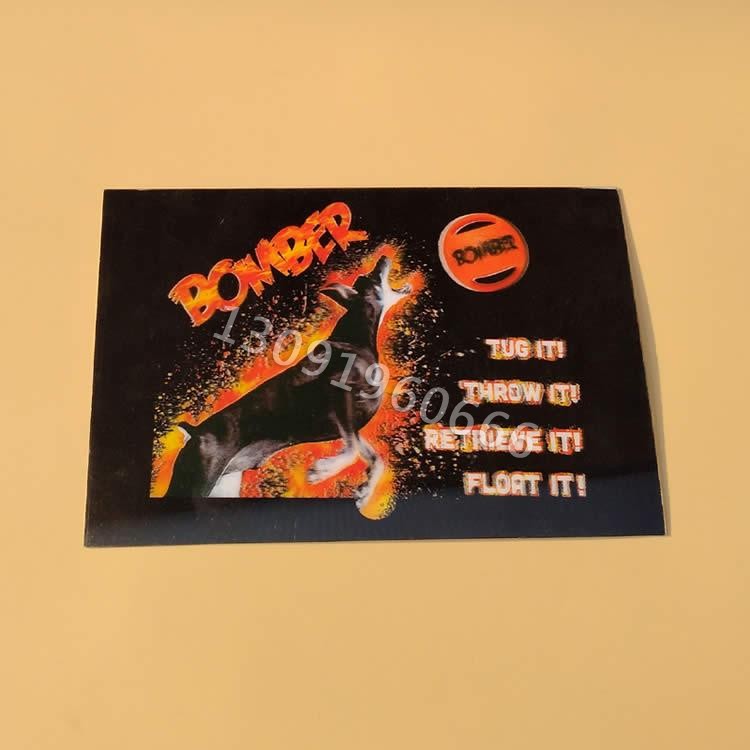 BOMBER
BOMBER
TUG IT!
THROW IT!
RETRIEVE IT!
FLOAT IT!
13091960666